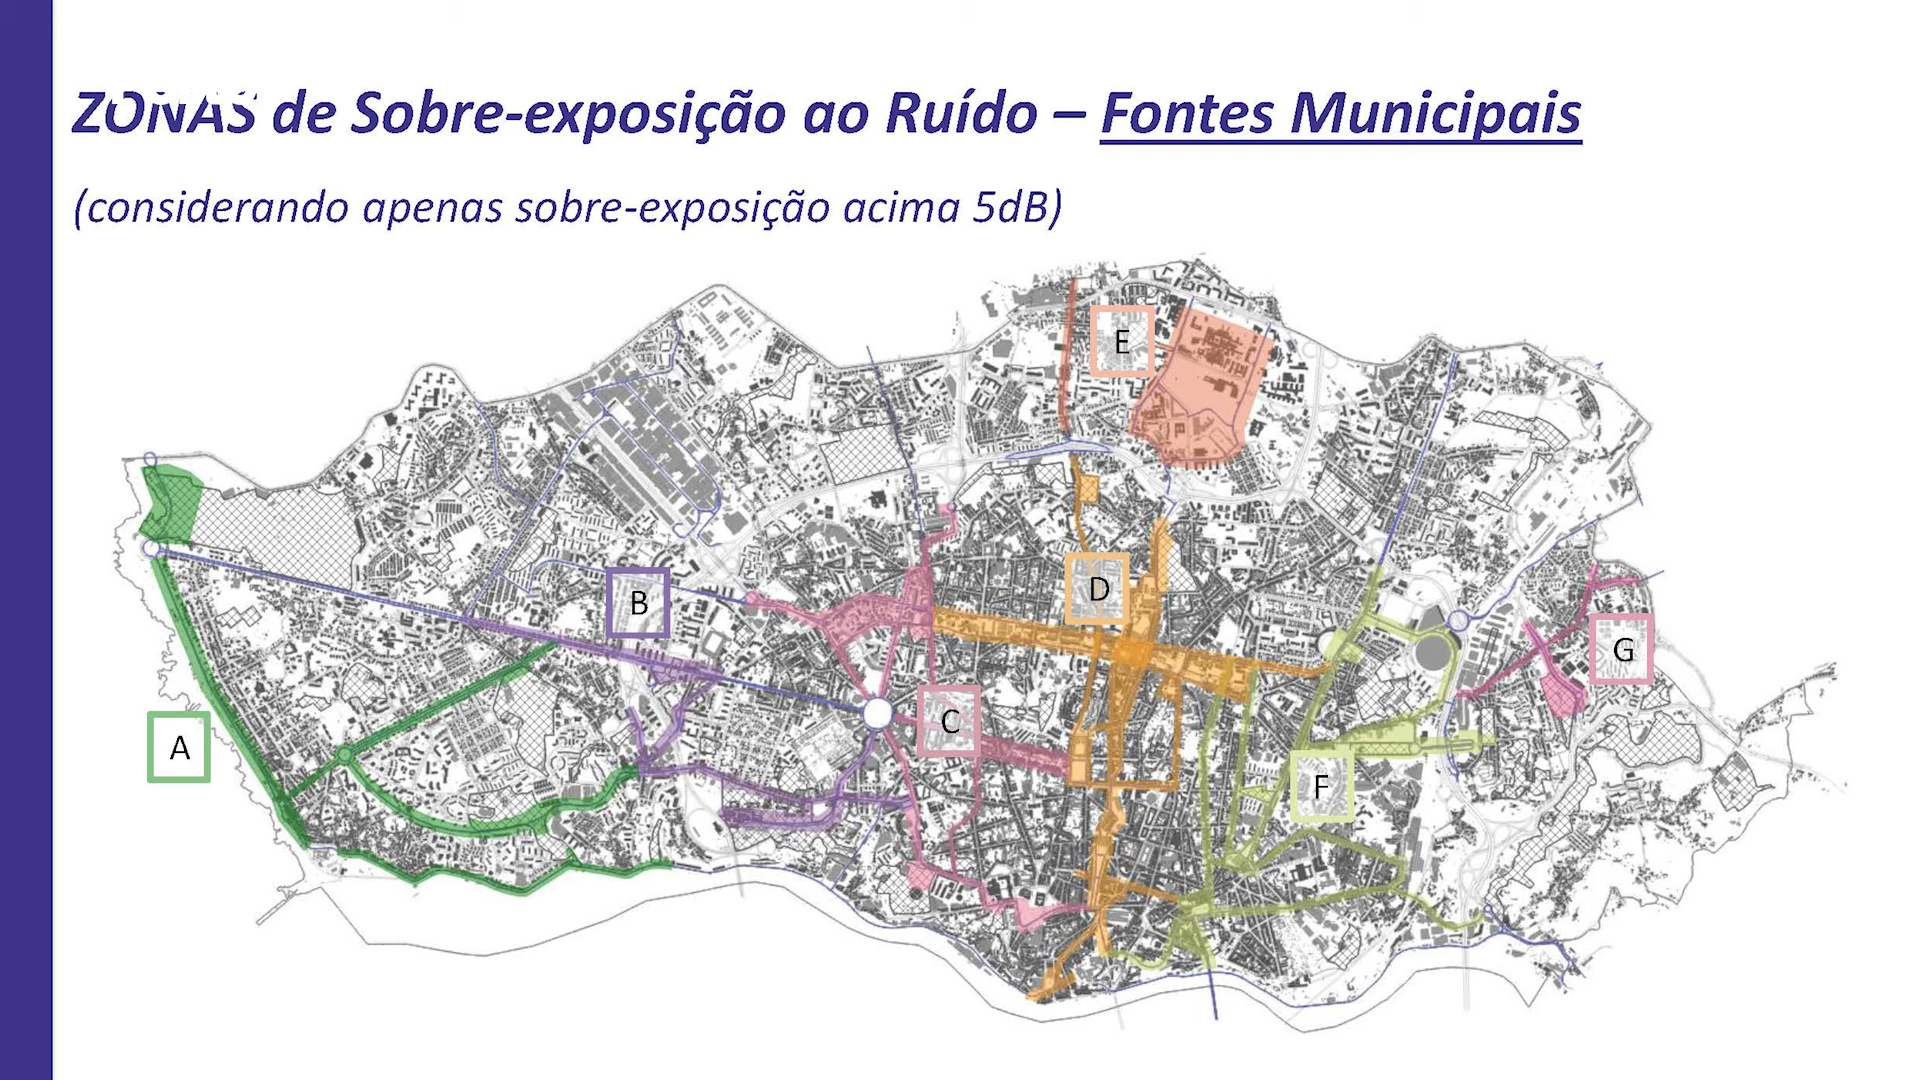 ZONAS de Sobre-exposição ao Ruído – Fontes Municipais
(considerando apenas sobre-exposição acima 5dB)
E
D
B
G
C
A
F